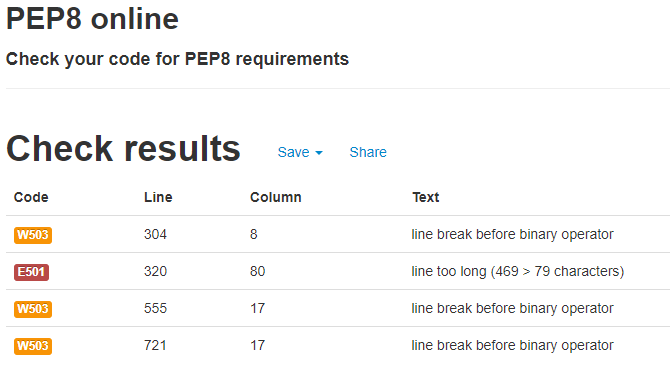 PEP8 online
Check your code for PEP8 requirements
Check results Save Share
Code Line Column Text
W503 304 8 line break before binary operator
E501 320 80 line too long (469 > 79 characters)
W503 555 17 line break before binary operator
W503 721 17 line break before binary operator